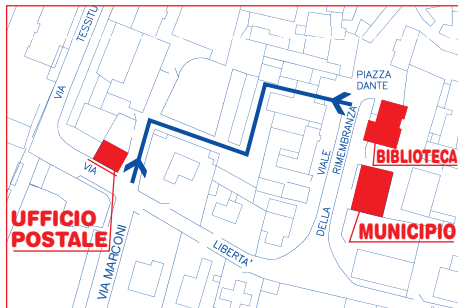 VIA
TESSITU
PIAZZA
DANTE
VIALE
RIMEMBRANZA
DELLA
BIBLIOTECA
MUNICIPIO
VIA
LIBERTA'
UFFICIO
POSTALE
VIA MARCONI